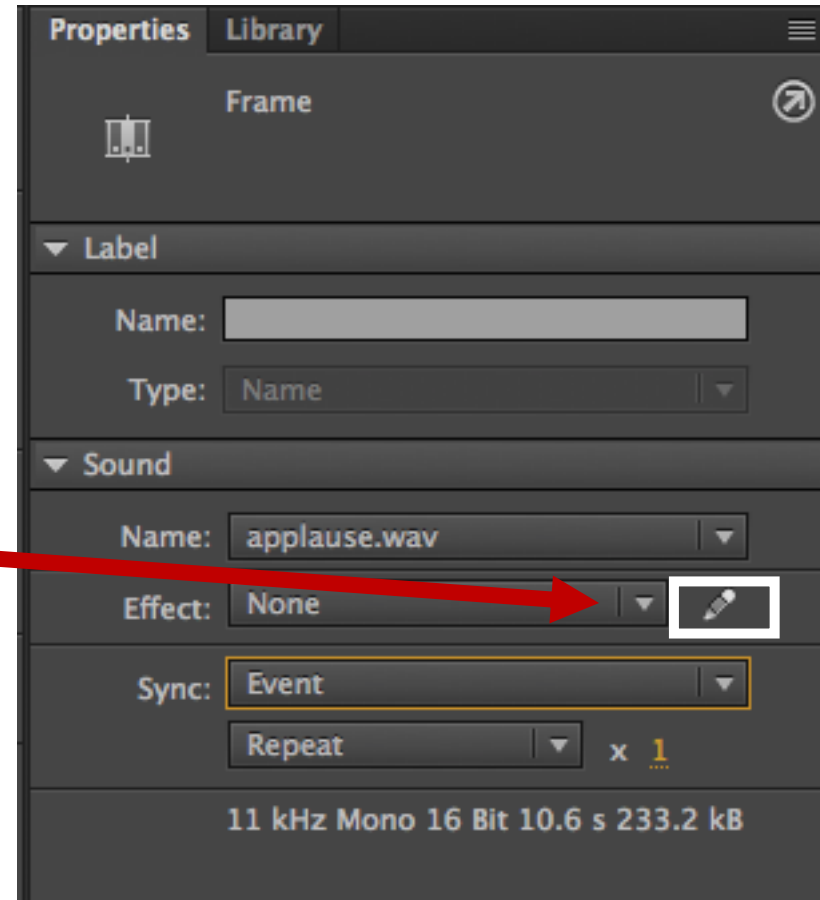 Properties Library
Frame
Label
Name:
Type: Name
Sound
Name: applause.wav
Effect: None
Sync: Event
Repeat x 1
11 kHz Mono 16 Bit 10.6 s 233.2 kB